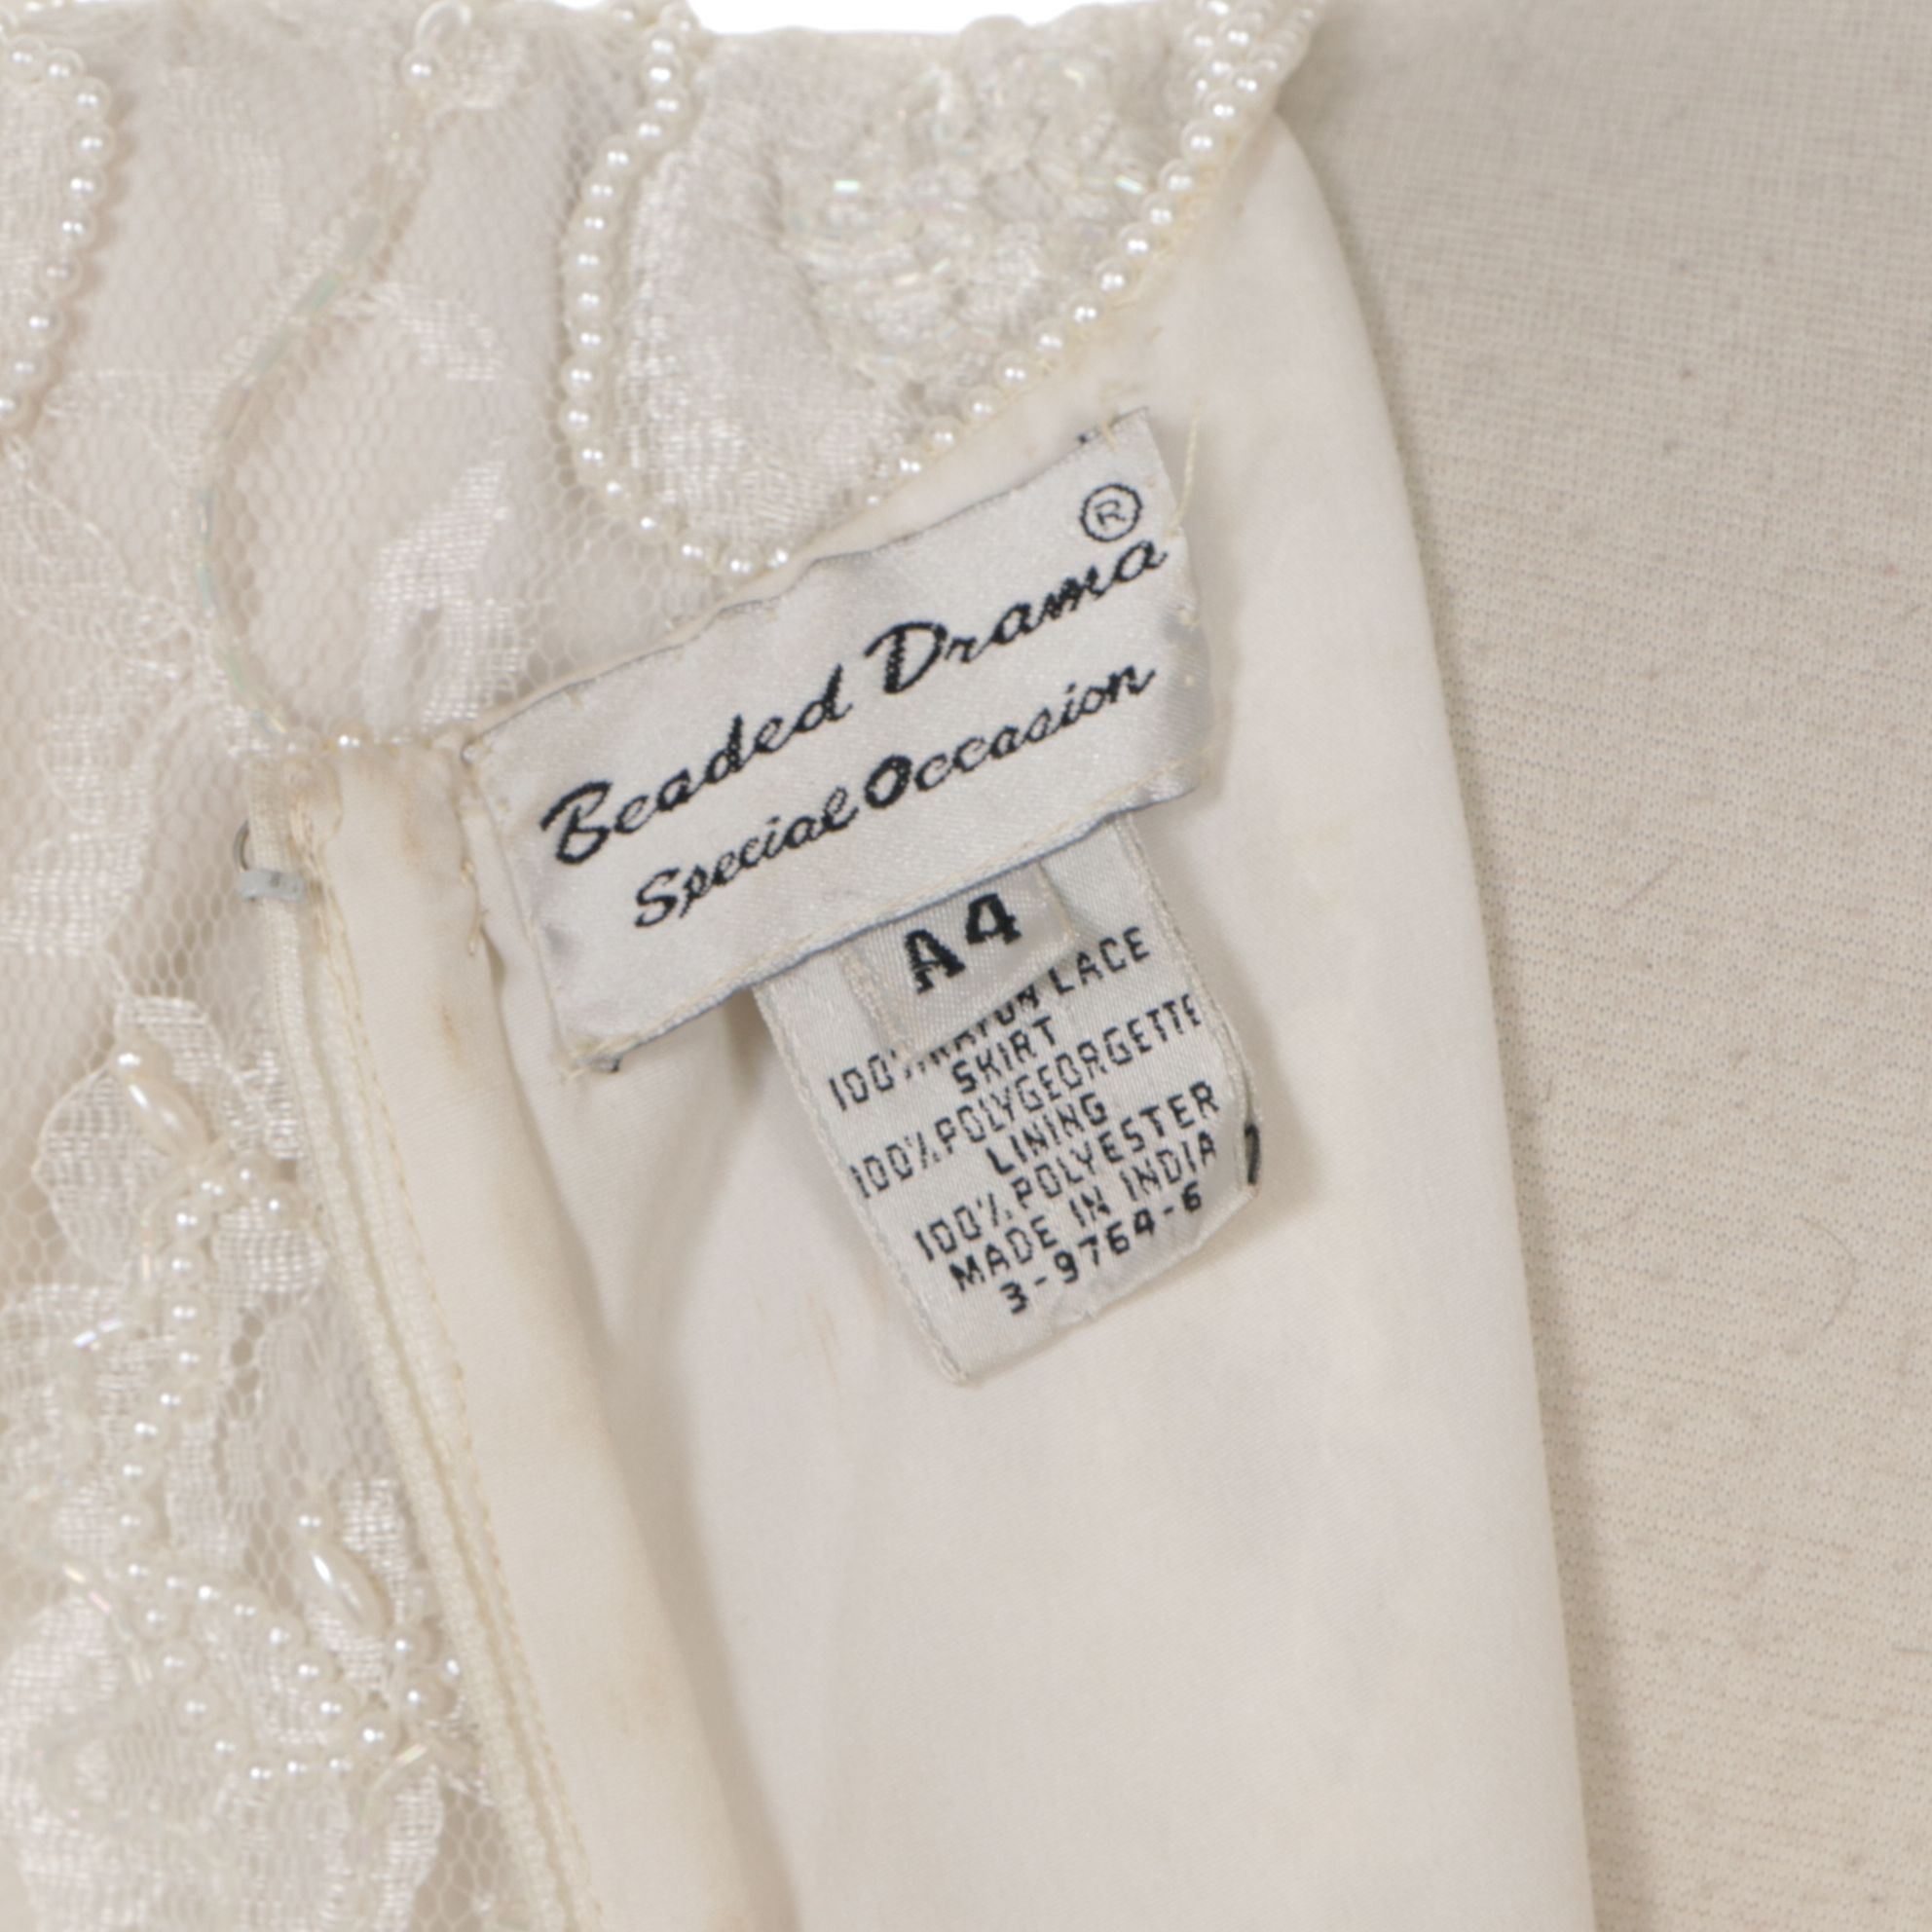 ®
Beaded Drama
Special Occasion
A4
100% RAYON LACE
SKIRT
100% POLYGEORGETTE
LINING
100% POLYESTER
MADE IN INDIA
3-9764-6